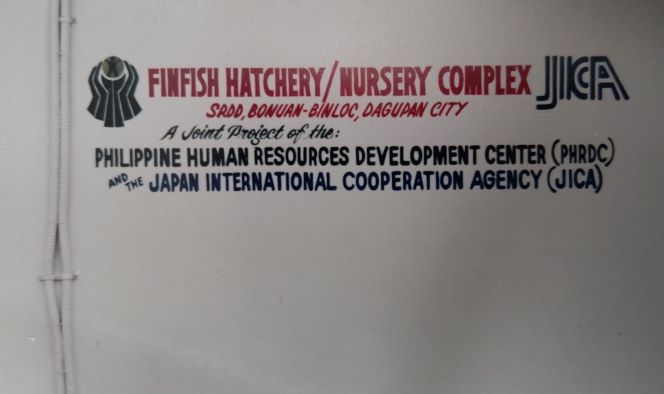 FINFISH HATCHERY/NURSERY COMPLEX JICA
SRDD, BONUAN-BINLOC, DAGUPAN CITY
A Joint Project of the:
PHILIPPINE HUMAN RESOURCES DEVELOPMENT CENTER (PHRDC)
AND THE JAPAN INTERNATIONAL COOPERATION AGENCY (JICA)